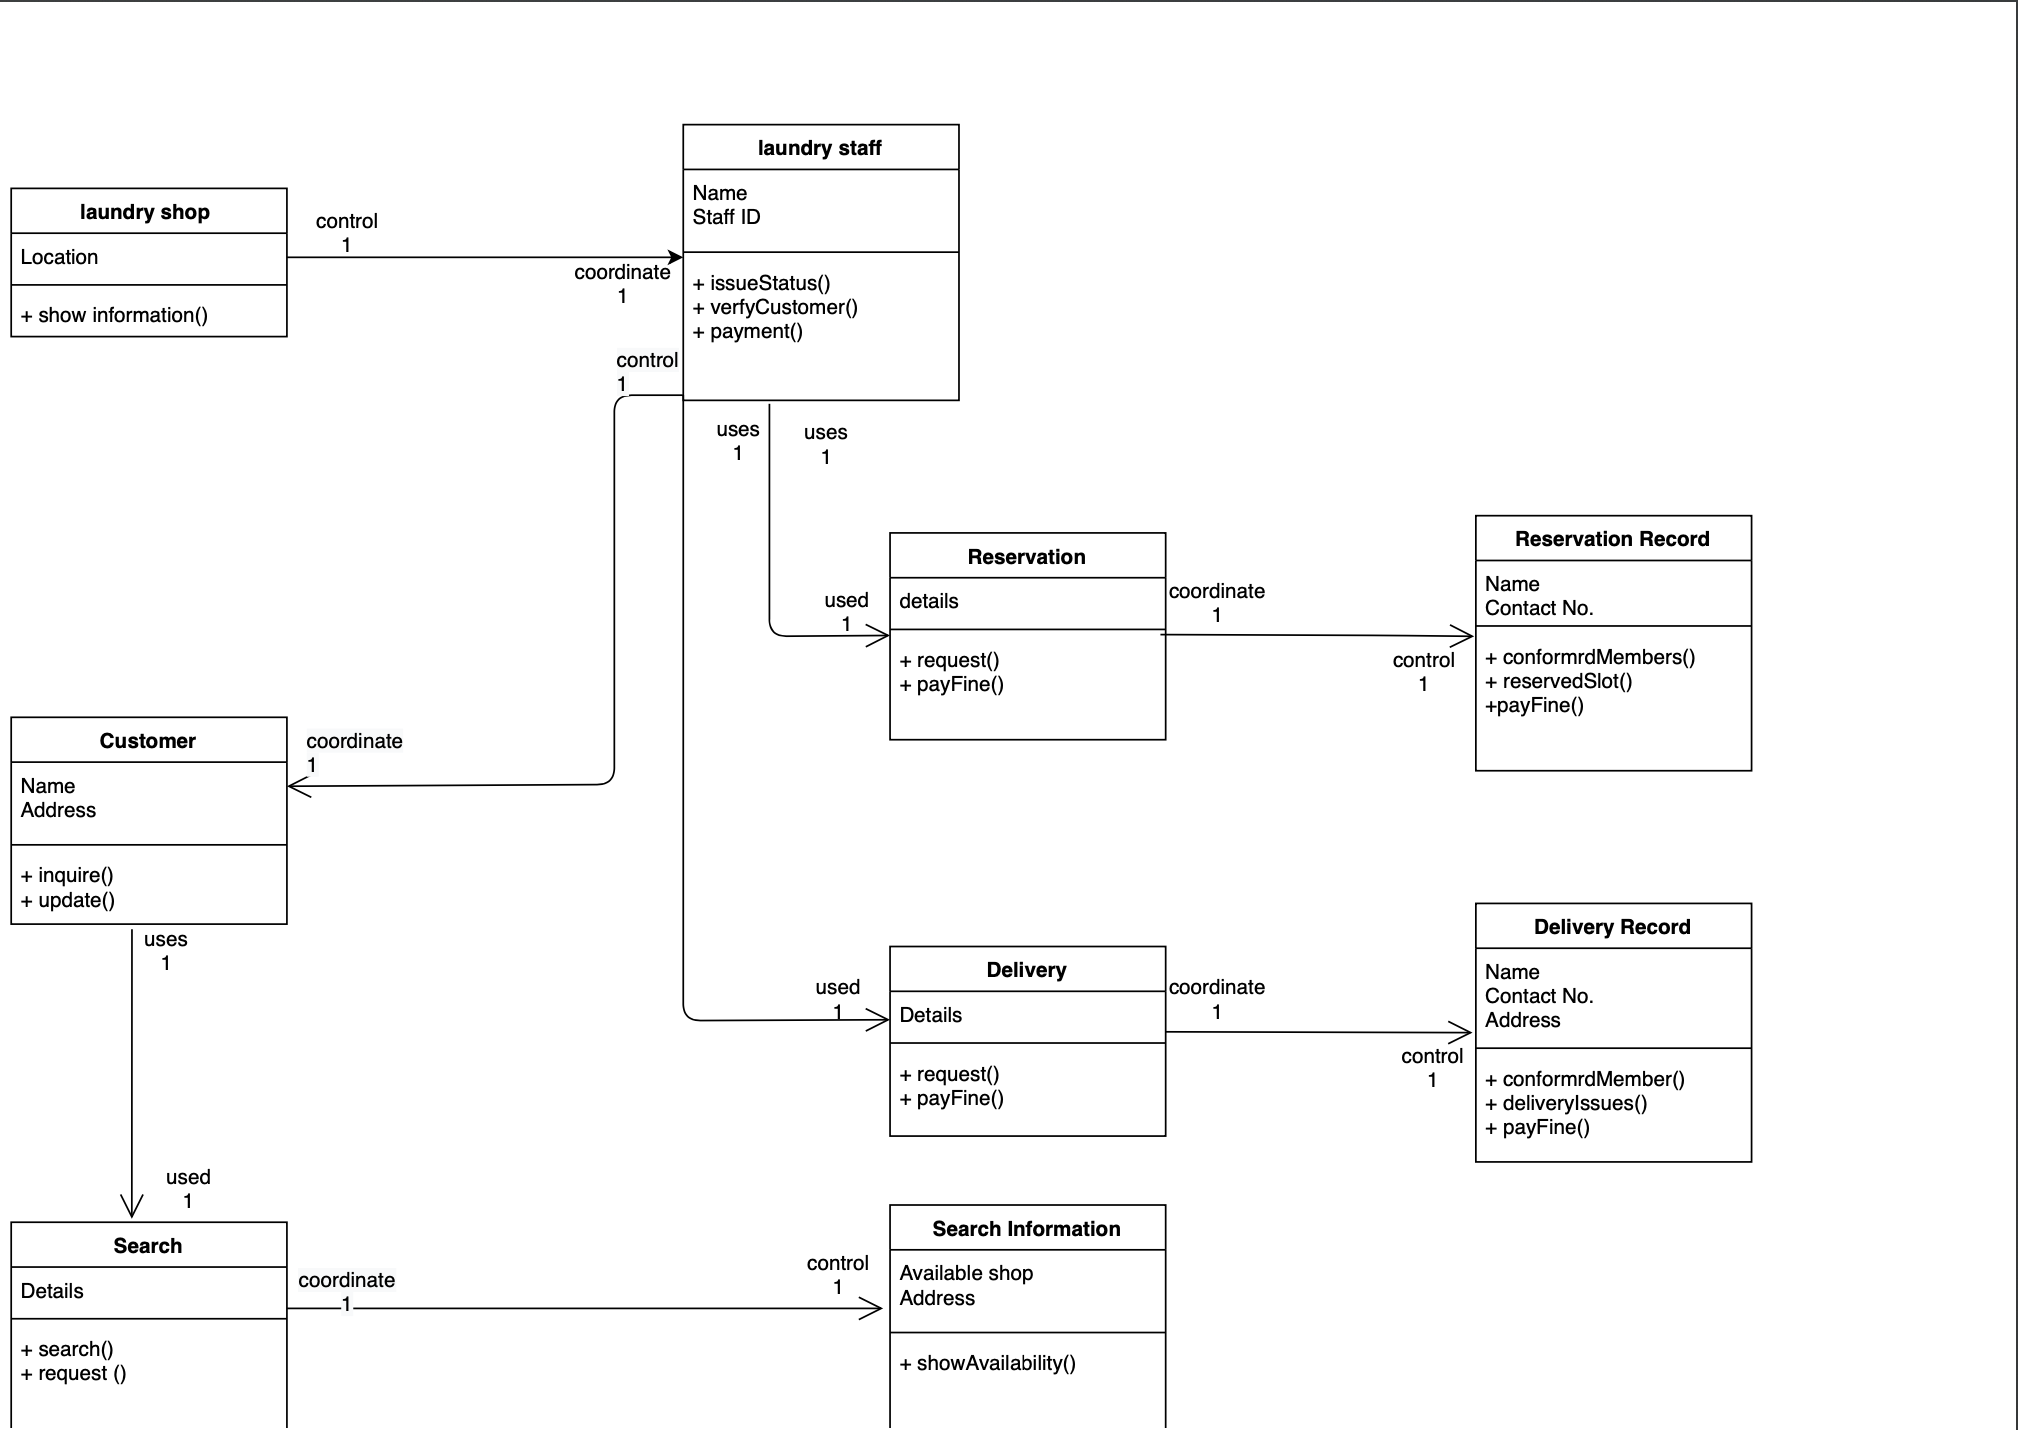 laundry staff
Name
Staff ID
+ issueStatus()
+ verfyCustomer()
+ payment()
laundry shop
Location
+ show information()
control
1
coordinate
1
control
1
uses
1
uses
1
Reservation
details
+ request()
+ payFine()
used
1
coordinate
1
control
1
Reservation Record
Name
Contact No.
+ conformrdMembers()
+ reservedSlot()
+payFine()
Customer
Name
Address
+ inquire()
+ update()
coordinate
1
uses
1
used
1
Delivery
Details
+ request()
+ payFine()
used
1
coordinate
1
control
1
Delivery Record
Name
Contact No.
Address
+ conformrdMember()
+ deliveryIssues()
+ payFine()
Search
Details
+ search()
+ request ()
coordinate
1
control
1
Search Information
Available shop
Address
+ showAvailability()